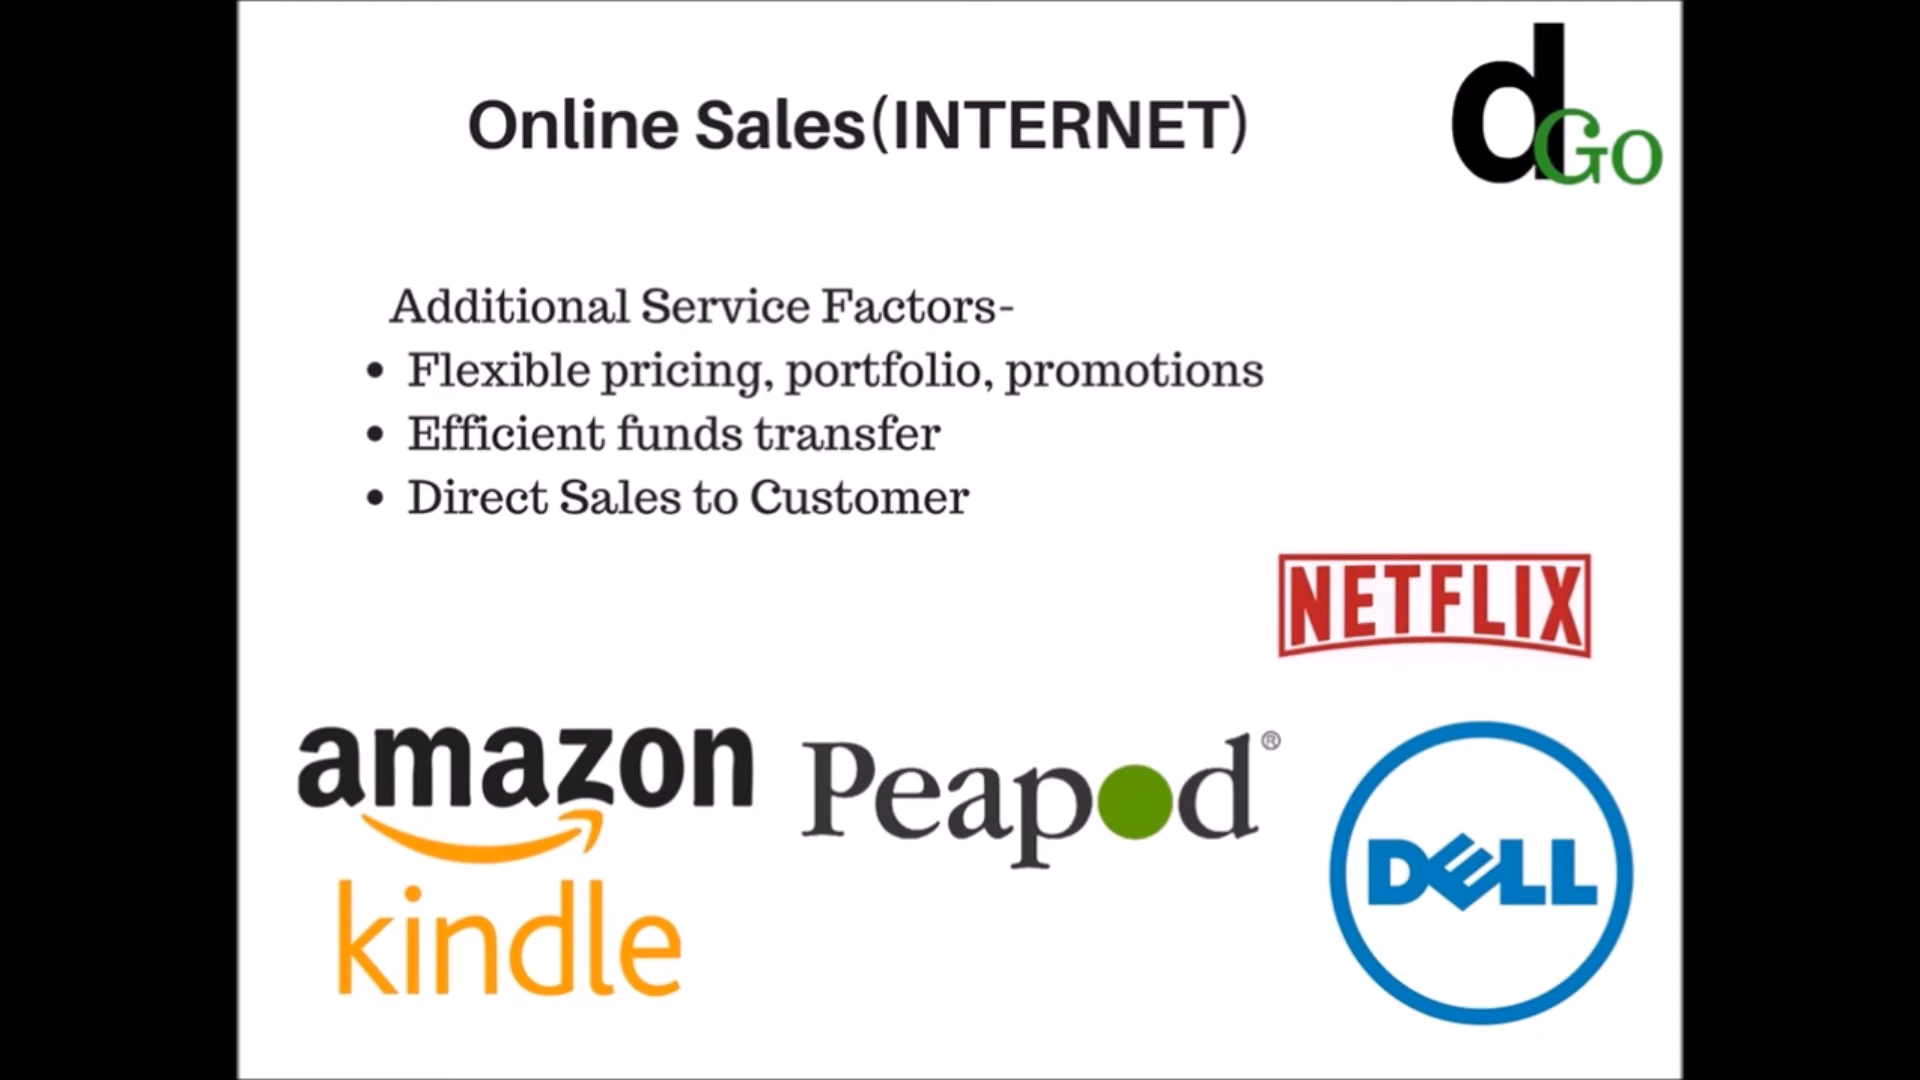 dGo
Online Sales(INTERNET)
Additional Service Factors-
• Flexible pricing, portfolio, promotions
• Efficient funds transfer
• Direct Sales to Customer
NETFLIX
amazon
kindle
Peapod®
DELL